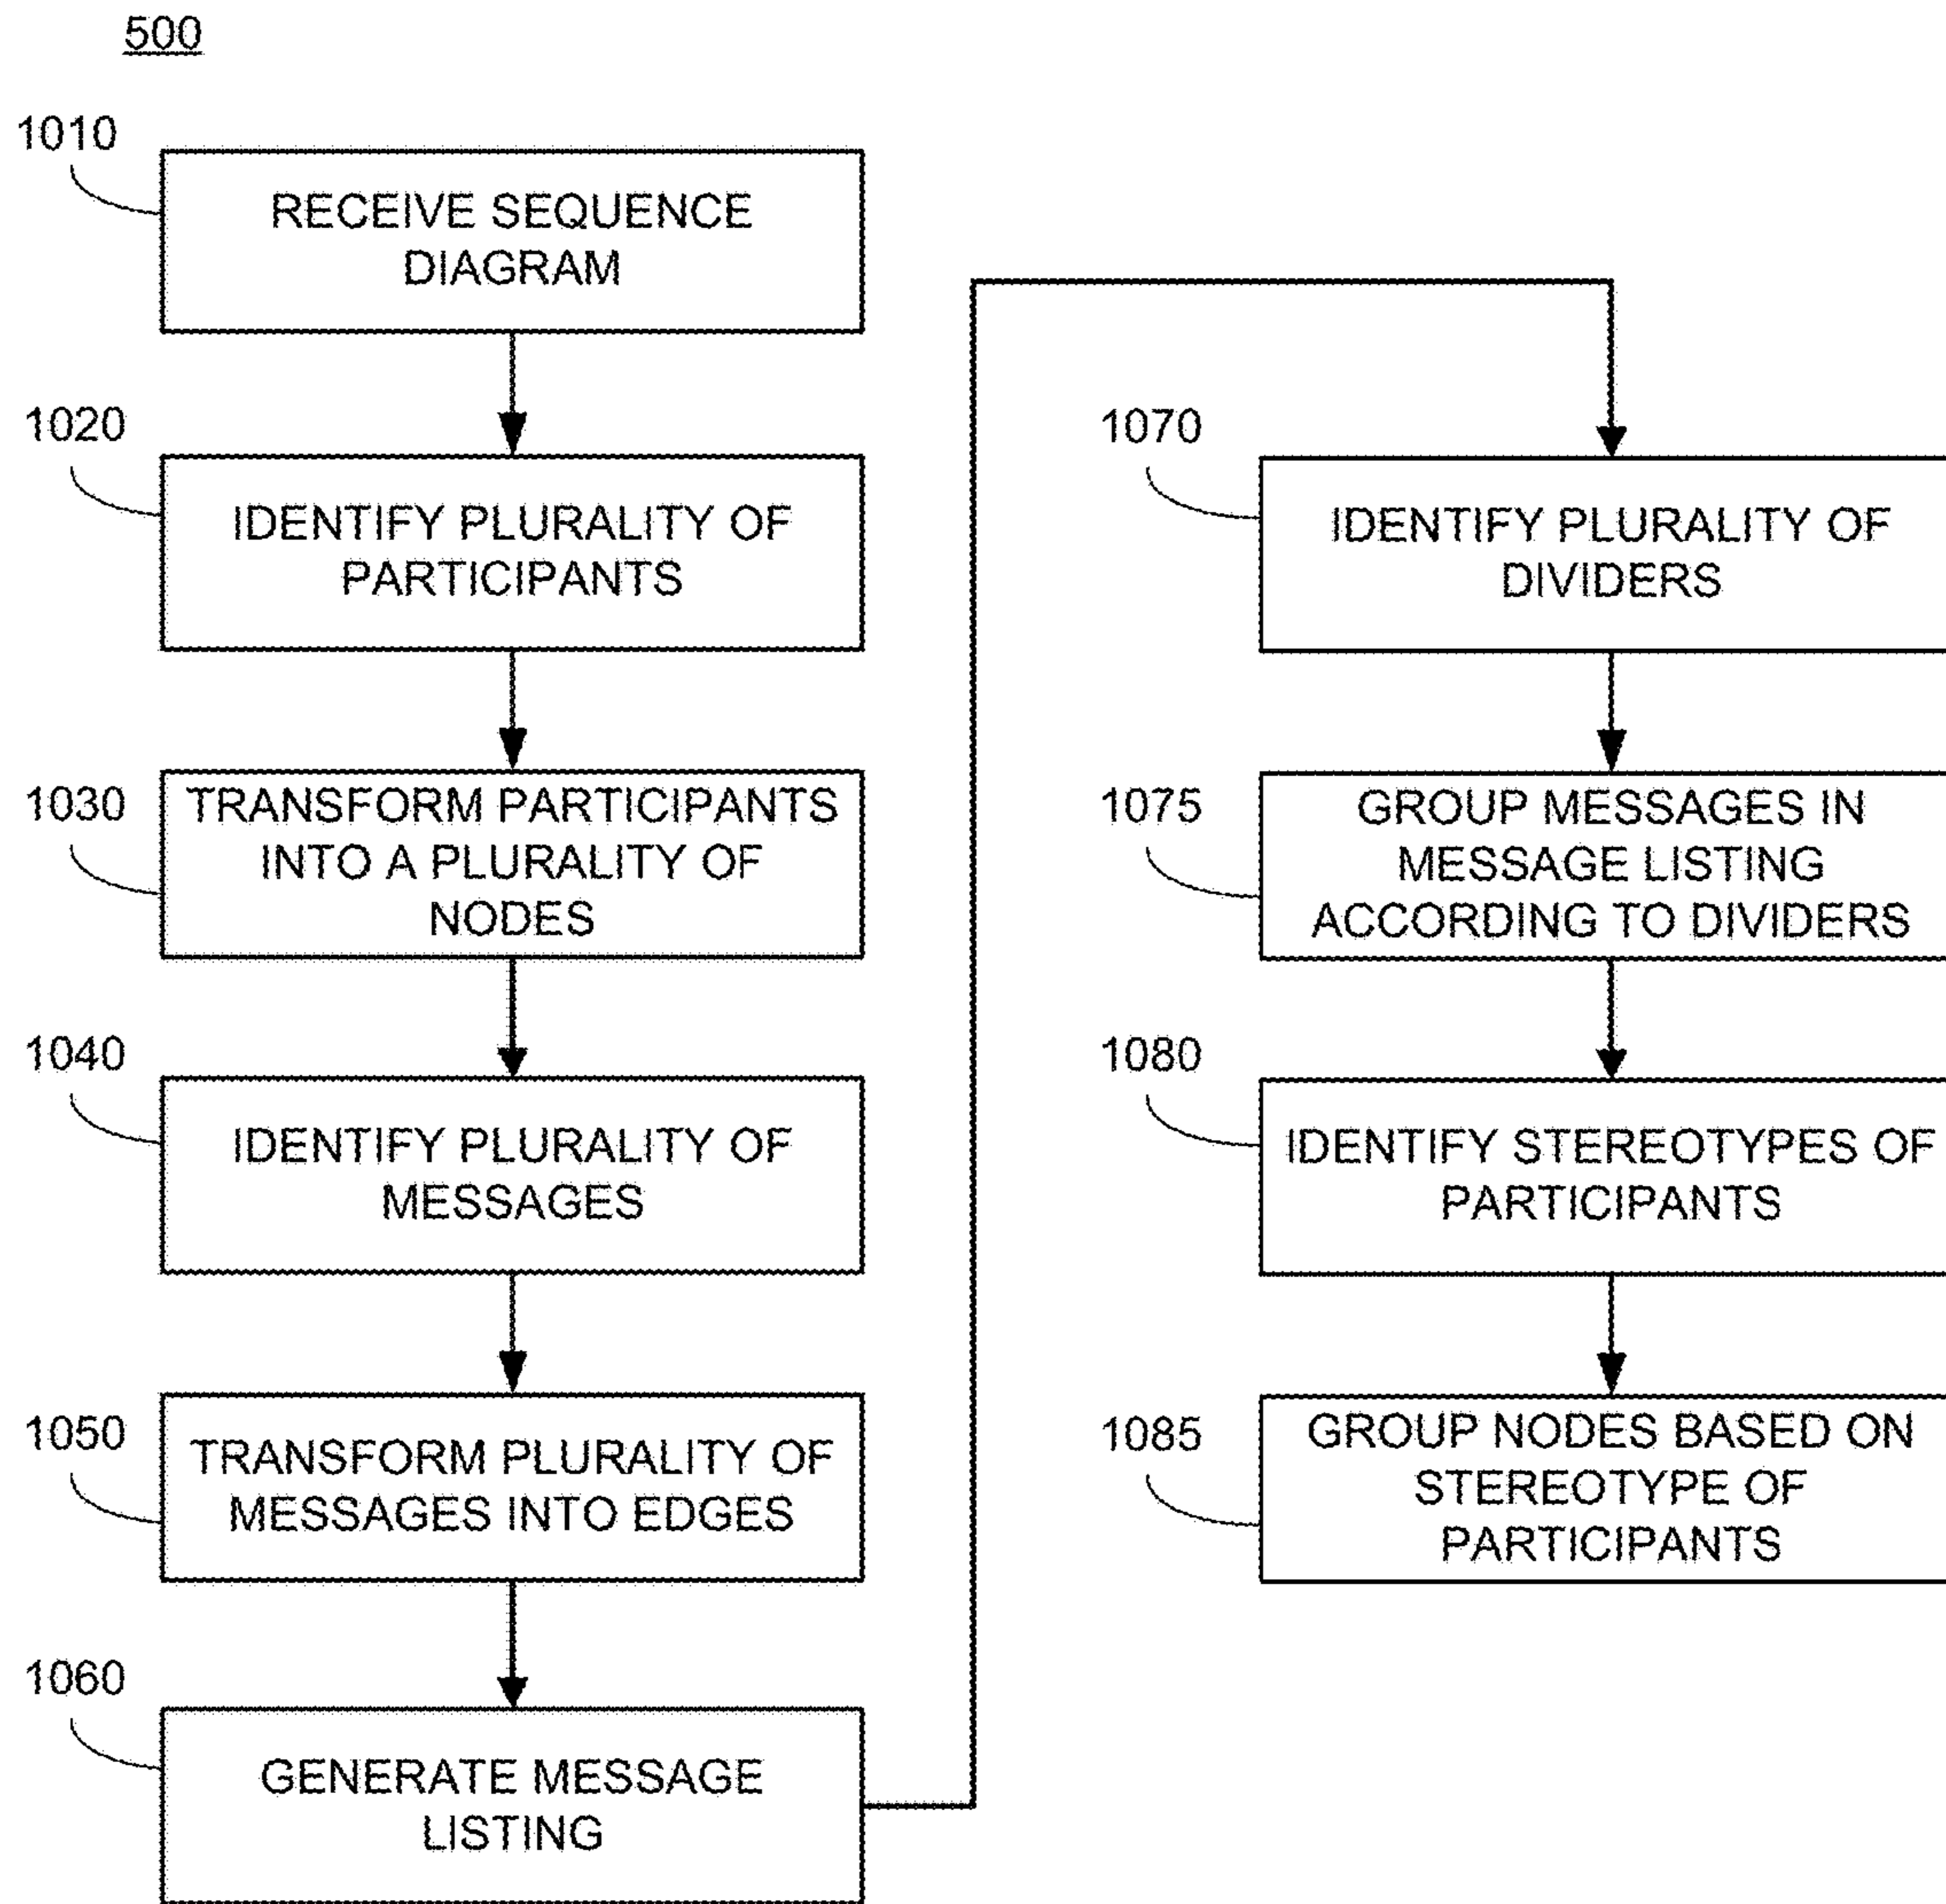 500
1010
RECEIVE SEQUENCE
DIAGRAM
1020
IDENTIFY PLURALITY OF
PARTICIPANTS
1030
TRANSFORM PARTICIPANTS
INTO A PLURALITY OF
NODES
1040
IDENTIFY PLURALITY OF
MESSAGES
1050
TRANSFORM PLURALITY OF
MESSAGES INTO EDGES
1060
GENERATE MESSAGE
LISTING
1070
IDENTIFY PLURALITY OF
DIVIDERS
1075
GROUP MESSAGES IN
MESSAGE LISTING
ACCORDING TO DIVIDERS
1080
IDENTIFY STEREOTYPES OF
PARTICIPANTS
1085
GROUP NODES BASED ON
STEREOTYPE OF
PARTICIPANTS